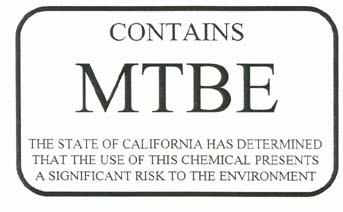 CONTAINS
MTBE
THE STATE OF CALIFORNIA HAS DETERMINED
THAT THE USE OF THIS CHEMICAL PRESENTS
A SIGNIFICANT RISK TO THE ENVIRONMENT